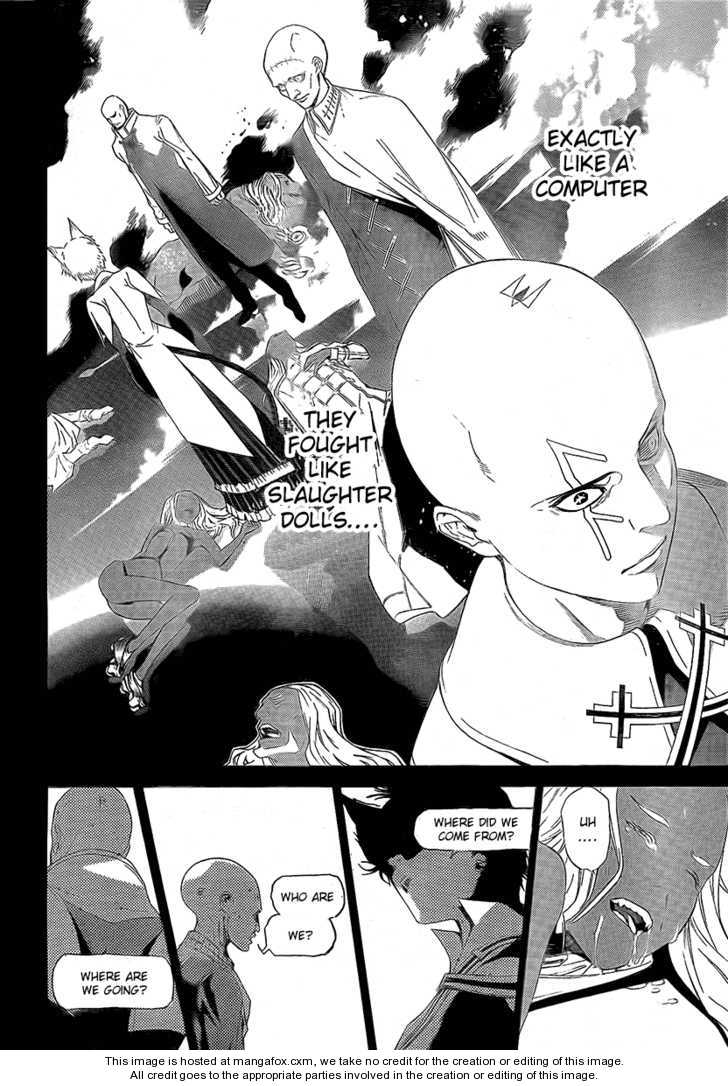 EXACTLY
LIKE A
COMPUTER
THEY
FOUGHT
LIKE
SLAUGHTER
DOLLS....
WHERE ARE
WE GOING?
WHO ARE
WE?
WHERE DID WE
COME FROM?
UH
....
This image is hosted at mangafox.cxm, we take no credit for the creation or editing of this image.
All credit goes to the appropriate parties involved in the creation or editing of this image.